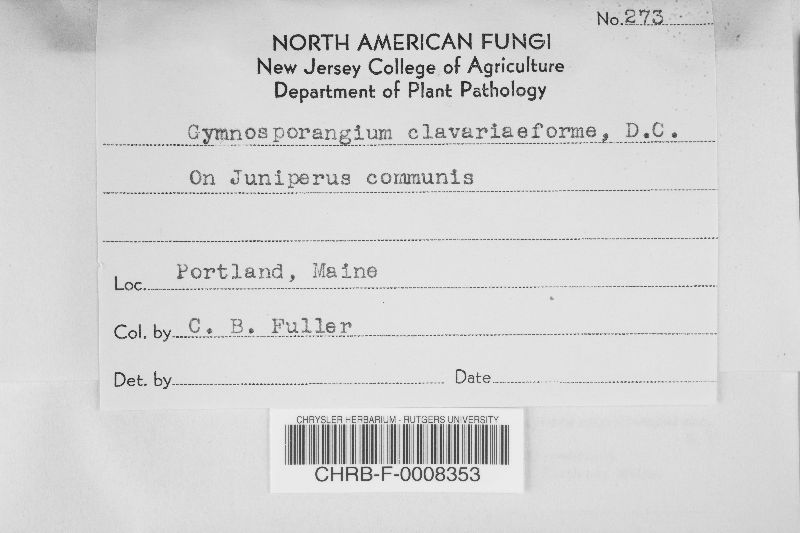 No. 273
NORTH AMERICAN FUNGI
New Jersey College of Agriculture
Department of Plant Pathology
Gymnosporangium clavariaeforme, D.C.
On Juniperus communis
Loc. Portland, Maine
Col. by C. B. Fuller
Det. by Date
CHRYSLER HERBARIUM - RUTGERS UNIVERSITY
CHRB-F-0008353